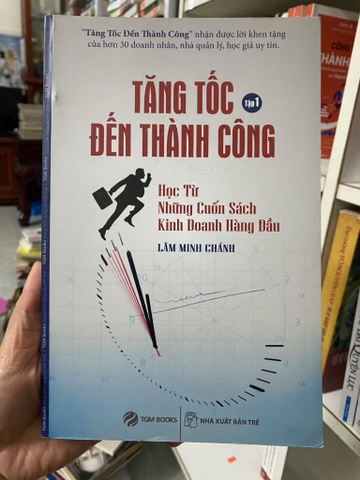 "Tăng Tốc Đến Thành Công" nhận được lời khen tặng
của hơn 30 doanh nhân, nhà quản lý, học giả uy tín.
TĂNG TỐC
TẬP 1
ĐẾN THÀNH CÔNG
Học Từ
Những Cuốn Sách
Kinh Doanh Hàng Đầu
LÂM MINH CHÁNH
TGM BOOKS
NHÀ XUẤT BẢN TRẺ